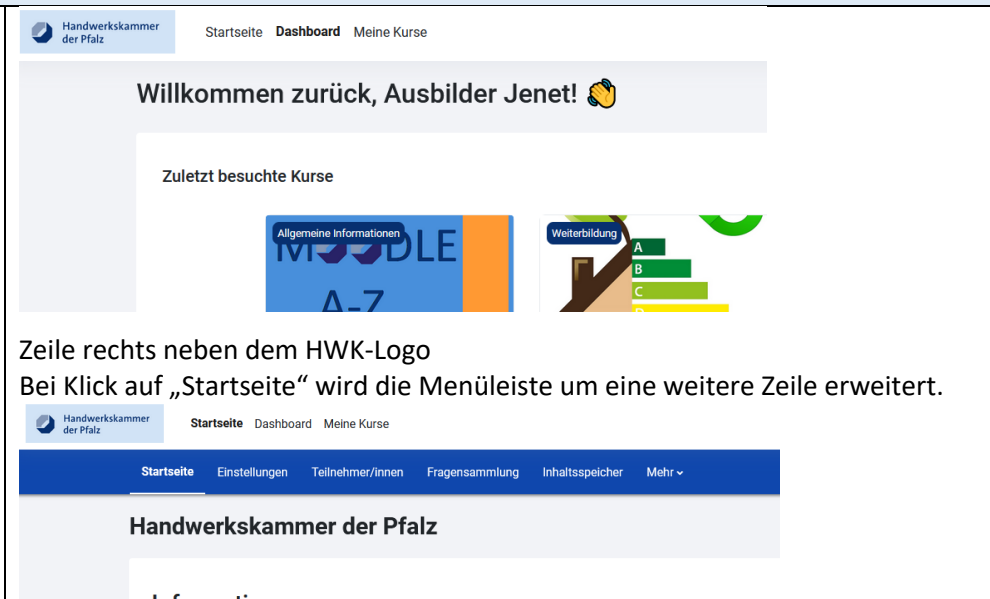 Handwerkskammer
der Pfalz
Startseite Dashboard Meine Kurse
Willkommen zurück, Ausbilder Jenet! 👏
Zuletzt besuchte Kurse
Allgemeine Informationen
MOODLE
A-Z
Weiterbildung
A
B
C
D
Zeile rechts neben dem HWK-Logo
Bei Klick auf „Startseite“ wird die Menüleiste um eine weitere Zeile erweitert.
Handwerkskammer
der Pfalz
Startseite Dashboard Meine Kurse
Startseite Einstellungen Teilnehmer/innen Fragensammlung Inhaltsspeicher Mehr
Handwerkskammer der Pfalz